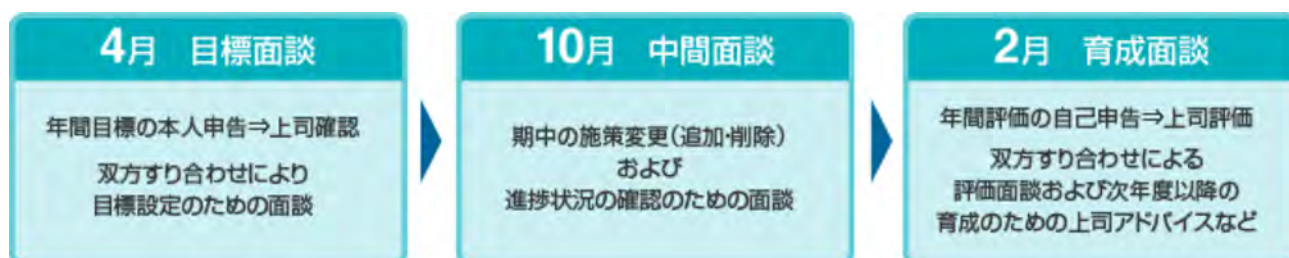 4月 目標面談
年間目標の本人申告⇒上司確認
双方すり合わせにより
目標設定のための面談
10月 中間面談
期中の施策変更(追加・削除)
および
進捗状況の確認のための面談
2月 育成面談
年間評価の自己申告⇒上司評価
双方すり合わせによる
評価面談および次年度以降の
育成のための上司アドバイスなど